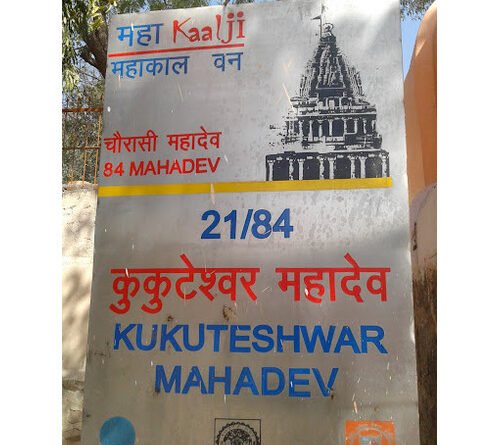 महा Kaalji
महाकाल वन
चौरासी महादेव
84 MAHADEV
21/84
कुकुटेश्वर महादेव
KUKUTESHWAR
MAHADEV